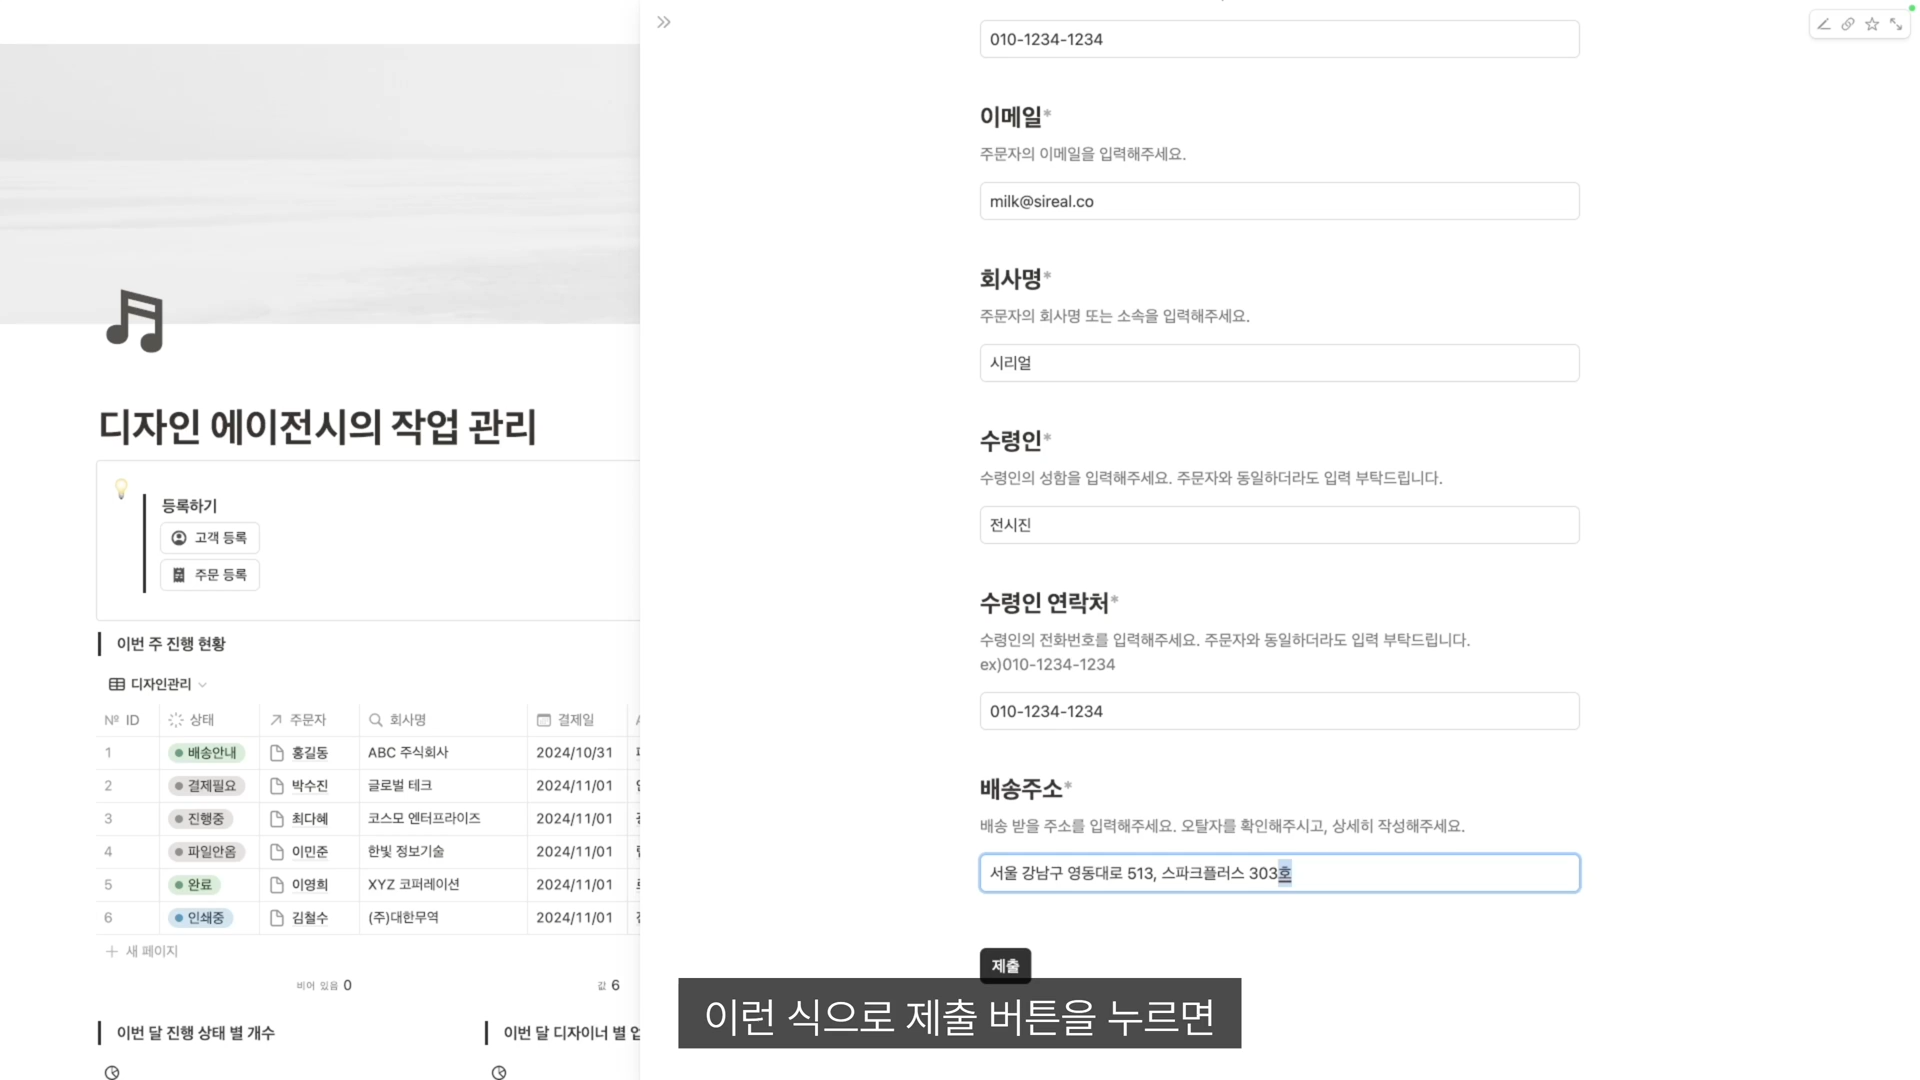 디자인 에이전시의 작업 관리
등록하기
고객 등록
주문 등록
이번 주 진행 현황
디자인관리
Nº ID 상태 주문자 회사명 결제일
1 배송안내 홍길동 ABC 주식회사 2024/10/31
2 결제필요 박수진 글로벌 테크 2024/11/01
3 진행중 최다혜 코스모 엔터프라이즈 2024/11/01
4 파일안옴 이민준 한빛 정보기술 2024/11/01
5 완료 이영희 XYZ 코퍼레이션 2024/11/01
6 인쇄중 김철수 (주)대한무역 2024/11/01
새 페이지
비어 있음 0 값 6
이번 달 진행 상태 별 개수
이번 달 디자이너 별 업
010-1234-1234
이메일*
주문자의 이메일을 입력해주세요.
milk@sireal.co
회사명*
주문자의 회사명 또는 소속을 입력해주세요.
시리얼
수령인*
수령인의 성함을 입력해주세요. 주문자와 동일하더라도 입력 부탁드립니다.
전시진
수령인 연락처*
수령인의 전화번호를 입력해주세요. 주문자와 동일하더라도 입력 부탁드립니다.
ex)010-1234-1234
010-1234-1234
배송주소*
배송 받을 주소를 입력해주세요. 오탈자를 확인해주시고, 상세히 작성해주세요.
서울 강남구 영동대로 513, 스파크플러스 303호
제출
이런 식으로 제출 버튼을 누르면